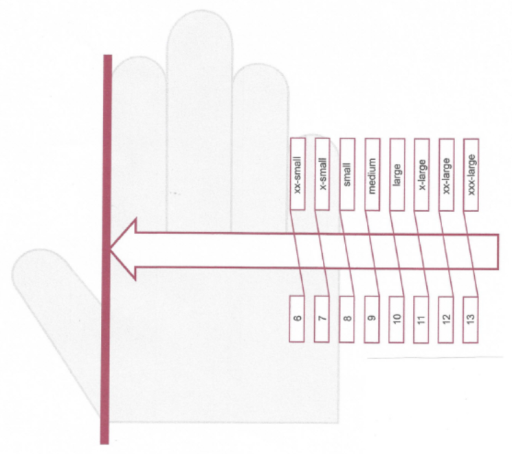 xx-small
x-small
small
medium
large
x-large
xx-large
xxx-large
6
7
8
9
10
11
12
13